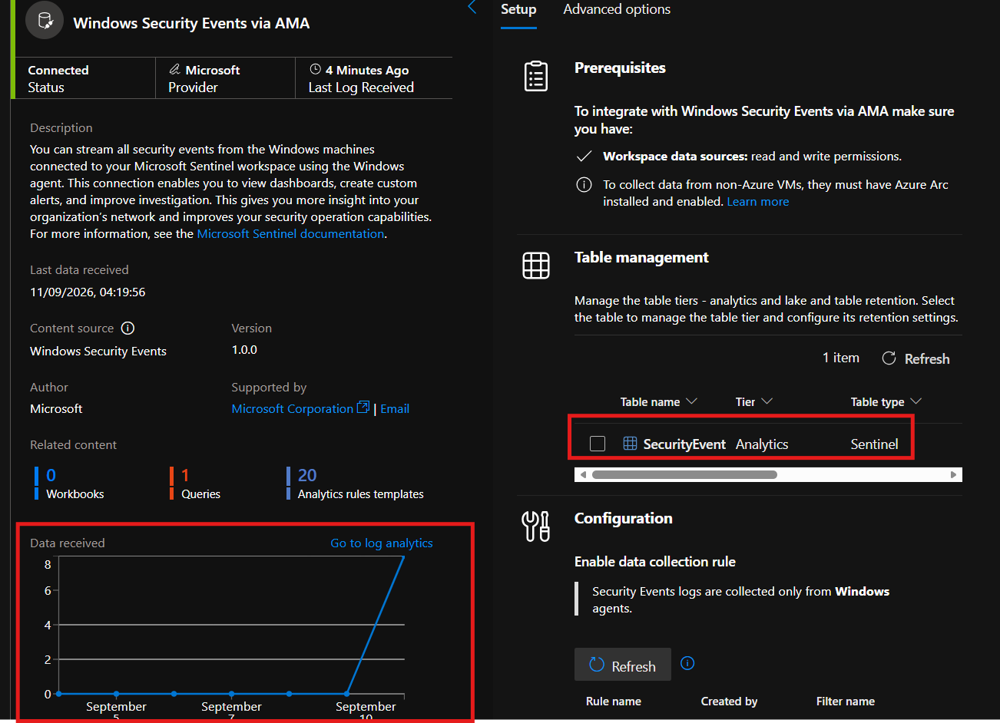 Windows Security Events via AMA
Connected
Status
Microsoft
Provider
4 Minutes Ago
Last Log Received
Description
You can stream all security events from the Windows machines
connected to your Microsoft Sentinel workspace using the Windows
agent. This connection enables you to view dashboards, create custom
alerts, and improve investigation. This gives you more insight into your
organization’s network and improves your security operation capabilities.
For more information, see the Microsoft Sentinel documentation.
Last data received
11/09/2026, 04:19:56
Content source
Windows Security Events
Version
1.0.0
Author
Microsoft
Supported by
Microsoft Corporation | Email
Related content
0
Workbooks
1
Queries
20
Analytics rules templates
Data received
Go to log analytics
8
6
4
2
0
September
5
September
7
September
10
Setup
Advanced options
Prerequisites
To integrate with Windows Security Events via AMA make sure
you have:
Workspace data sources: read and write permissions.
To collect data from non-Azure VMs, they must have Azure Arc
installed and enabled. Learn more
Table management
Manage the table tiers - analytics and lake and table retention. Select
the table to manage the table tier and configure its retention settings.
1 item
Refresh
Table name
Tier
Table type
SecurityEvent
Analytics
Sentinel
Configuration
Enable data collection rule
Security Events logs are collected only from Windows
agents.
Refresh
Rule name
Created by
Filter name